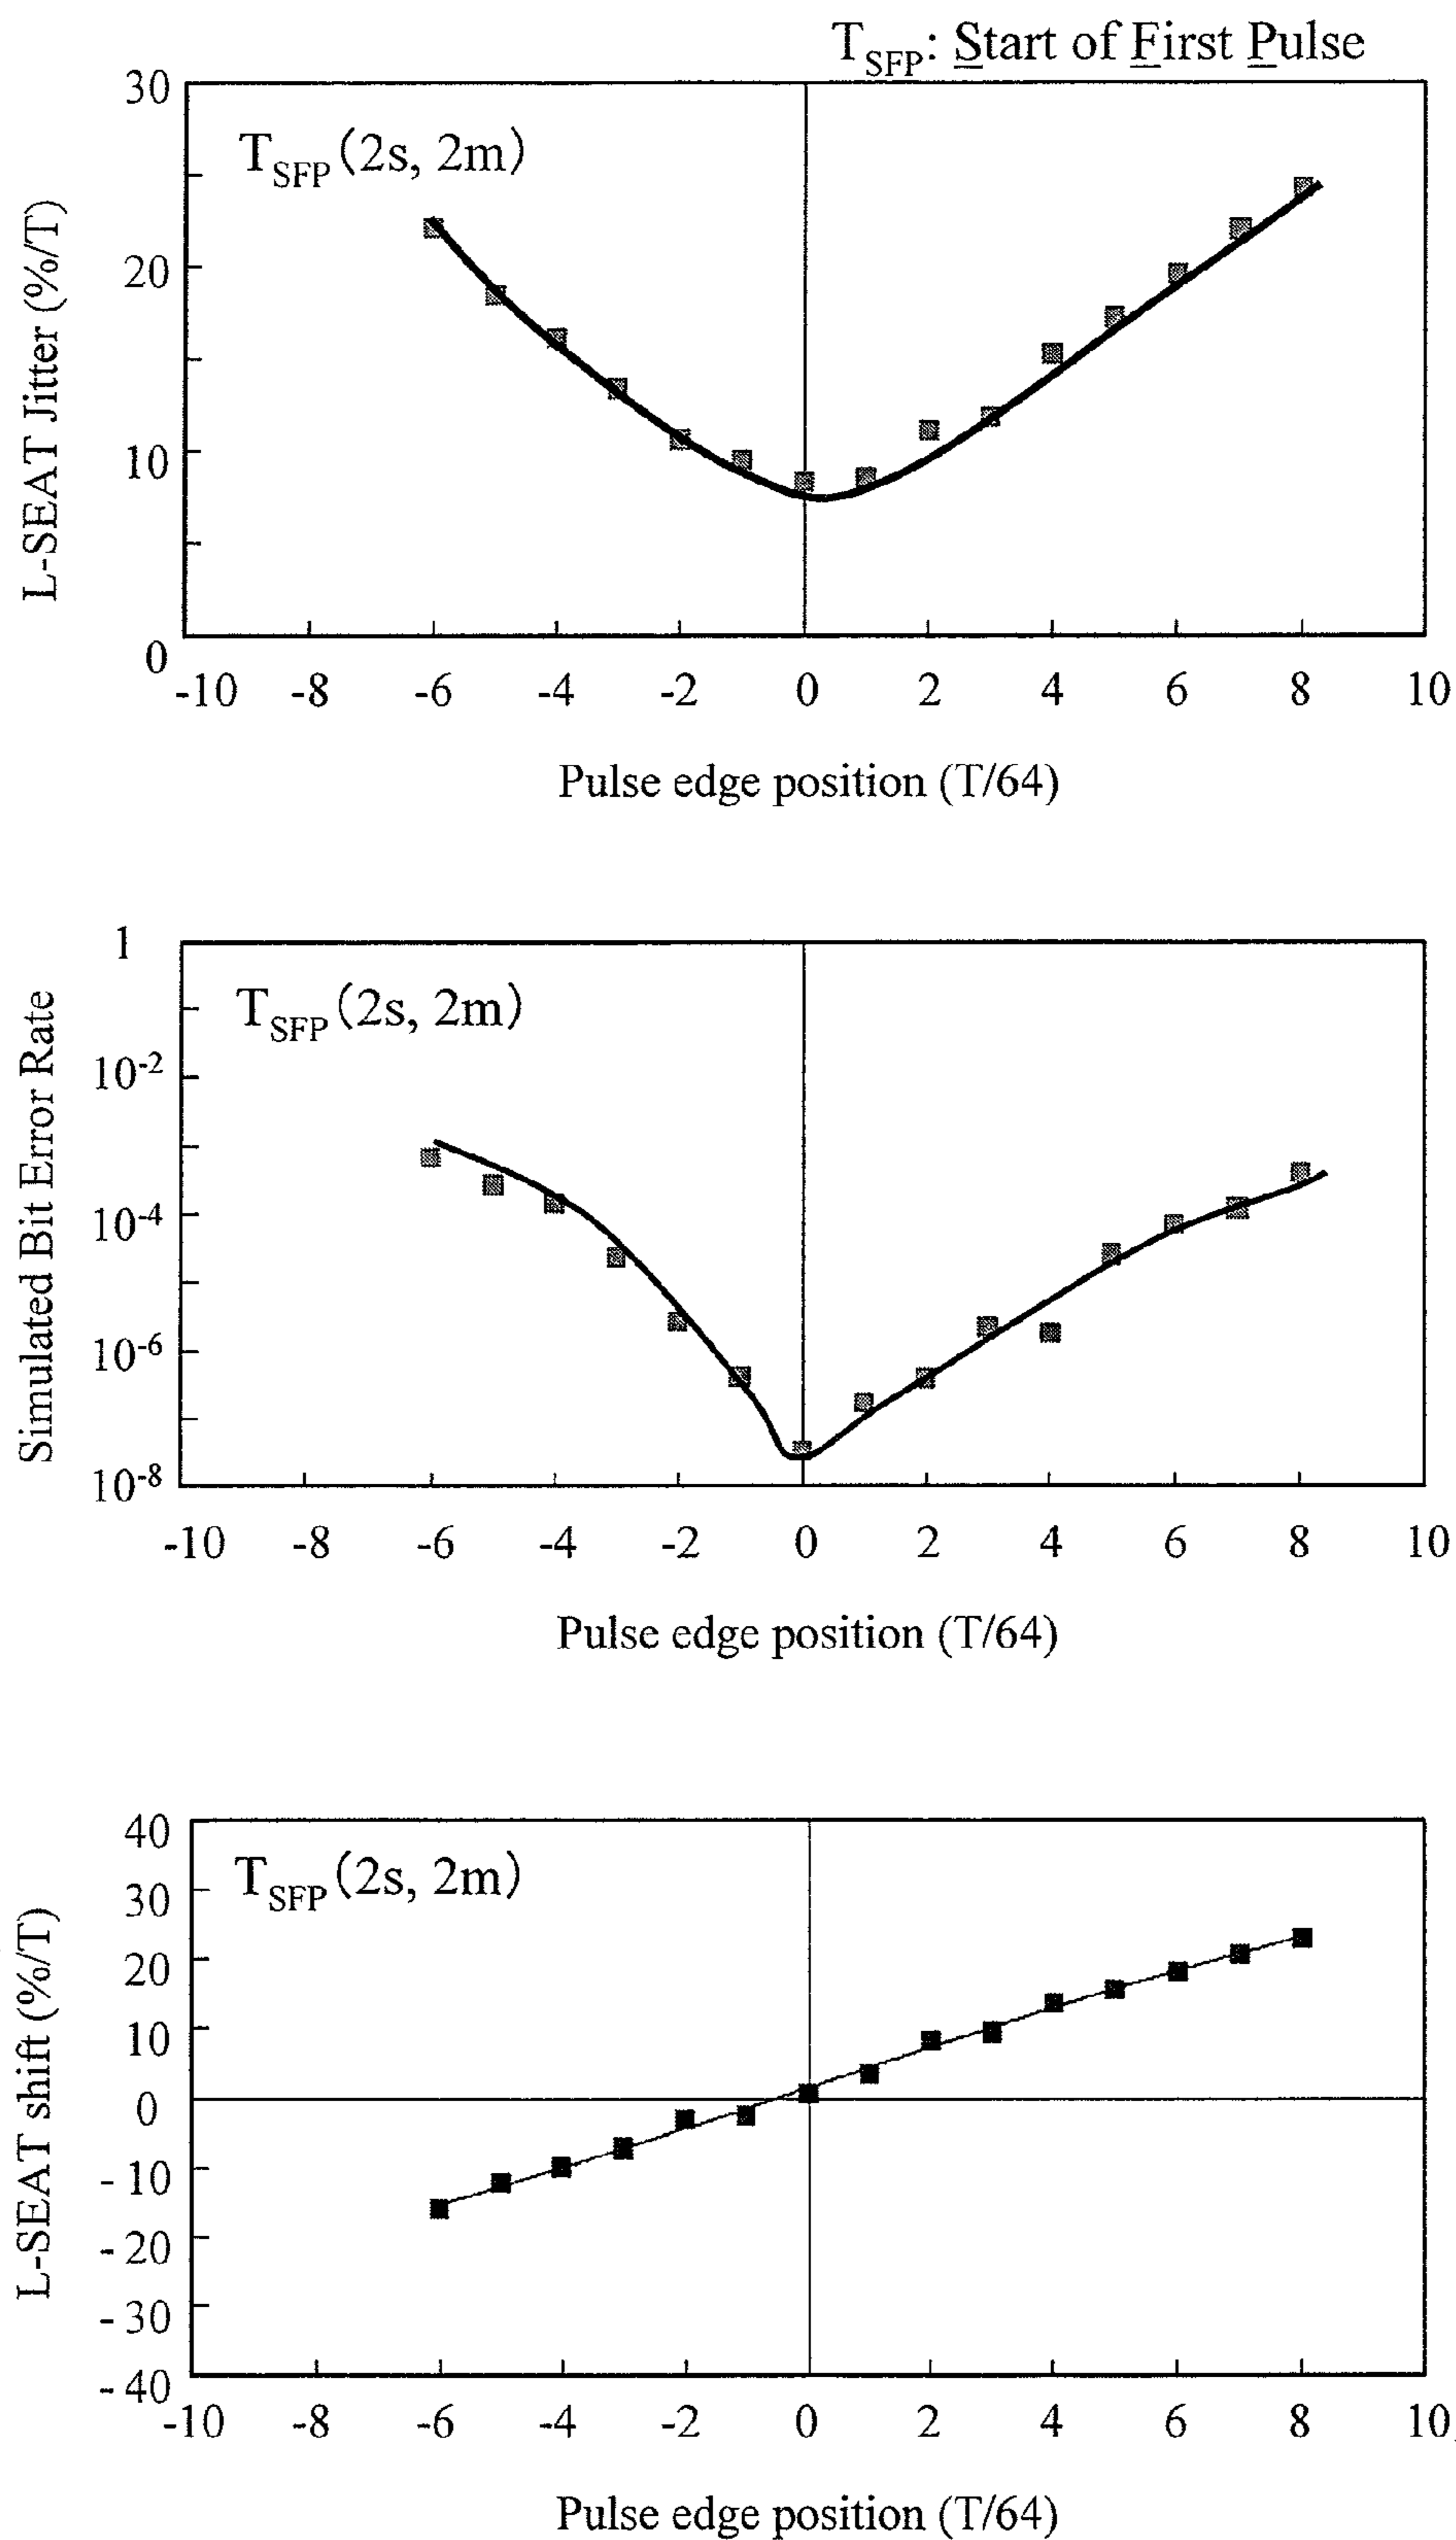 T_SFP: Start of First Pulse
30
T_SFP (2s, 2m)
20
10
0
L-SEAT Jitter (%/T)
-10 -8 -6 -4 -2 0 2 4 6 8 10
Pulse edge position (T/64)
1
T_SFP (2s, 2m)
10^-2
10^-4
10^-6
10^-8
Simulated Bit Error Rate
-10 -8 -6 -4 -2 0 2 4 6 8 10
Pulse edge position (T/64)
40
T_SFP (2s, 2m)
30
20
10
0
-10
-20
-30
-40
L-SEAT shift (%/T)
-10 -8 -6 -4 -2 0 2 4 6 8 10
Pulse edge position (T/64)